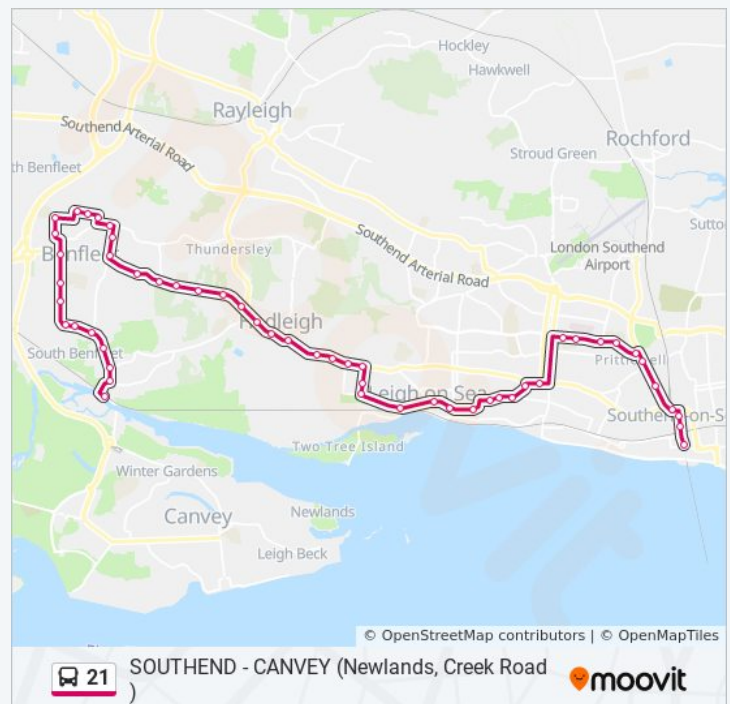 Hockley
Hawkwell
Rayleigh
Southend Arterial Road
Rochford
Stroud Green
th Benfleet
Sutto
Thundersley
London Southend
Airport
Southend Arterial Road
Benfleet
Hadleigh
South Benfleet
Prittlewell
Leigh on Sea
Southend-on-S
Two Tree Island
Winter Gardens
Canvey
Newlands
Leigh Beck
© OpenStreetMap contributors | © OpenMapTiles
21
SOUTHEND - CANVEY (Newlands, Creek Road
)
moovit